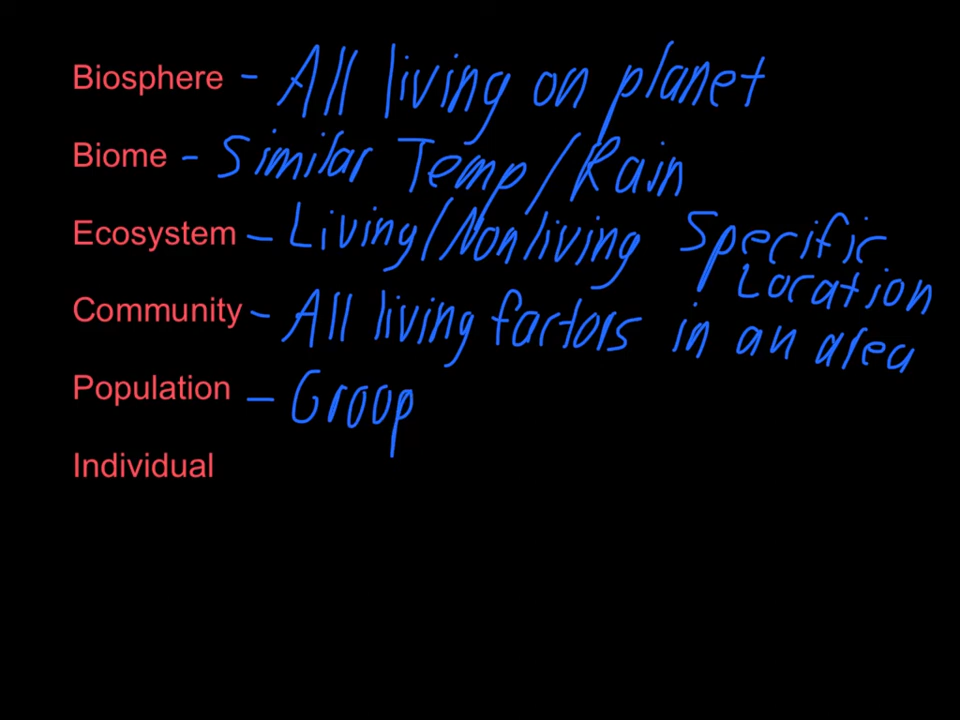 Biosphere - All living on planet
Biome - Similar Temp/Rain
Ecosystem - Living/Nonliving Specific
Location
Community - All living factors in an area
Population - Groop
Individual